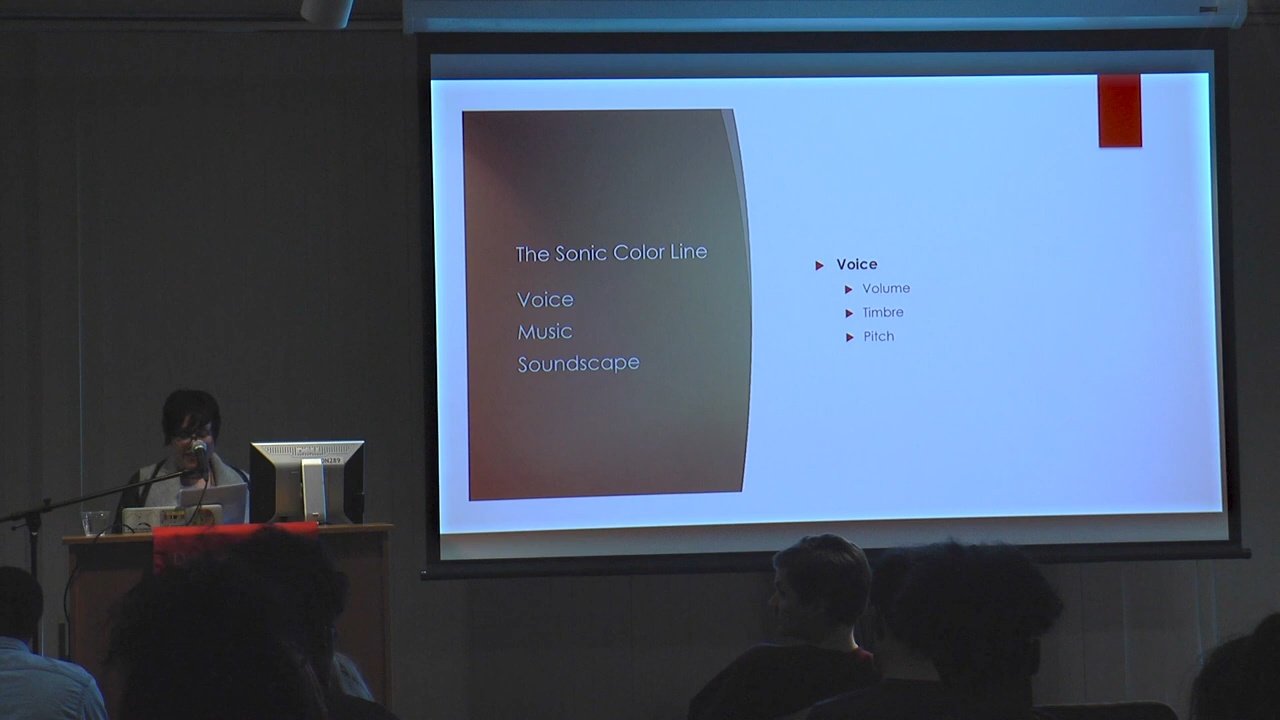 The Sonic Color Line
Voice
Music
Soundscape
Voice
Volume
Timbre
Pitch